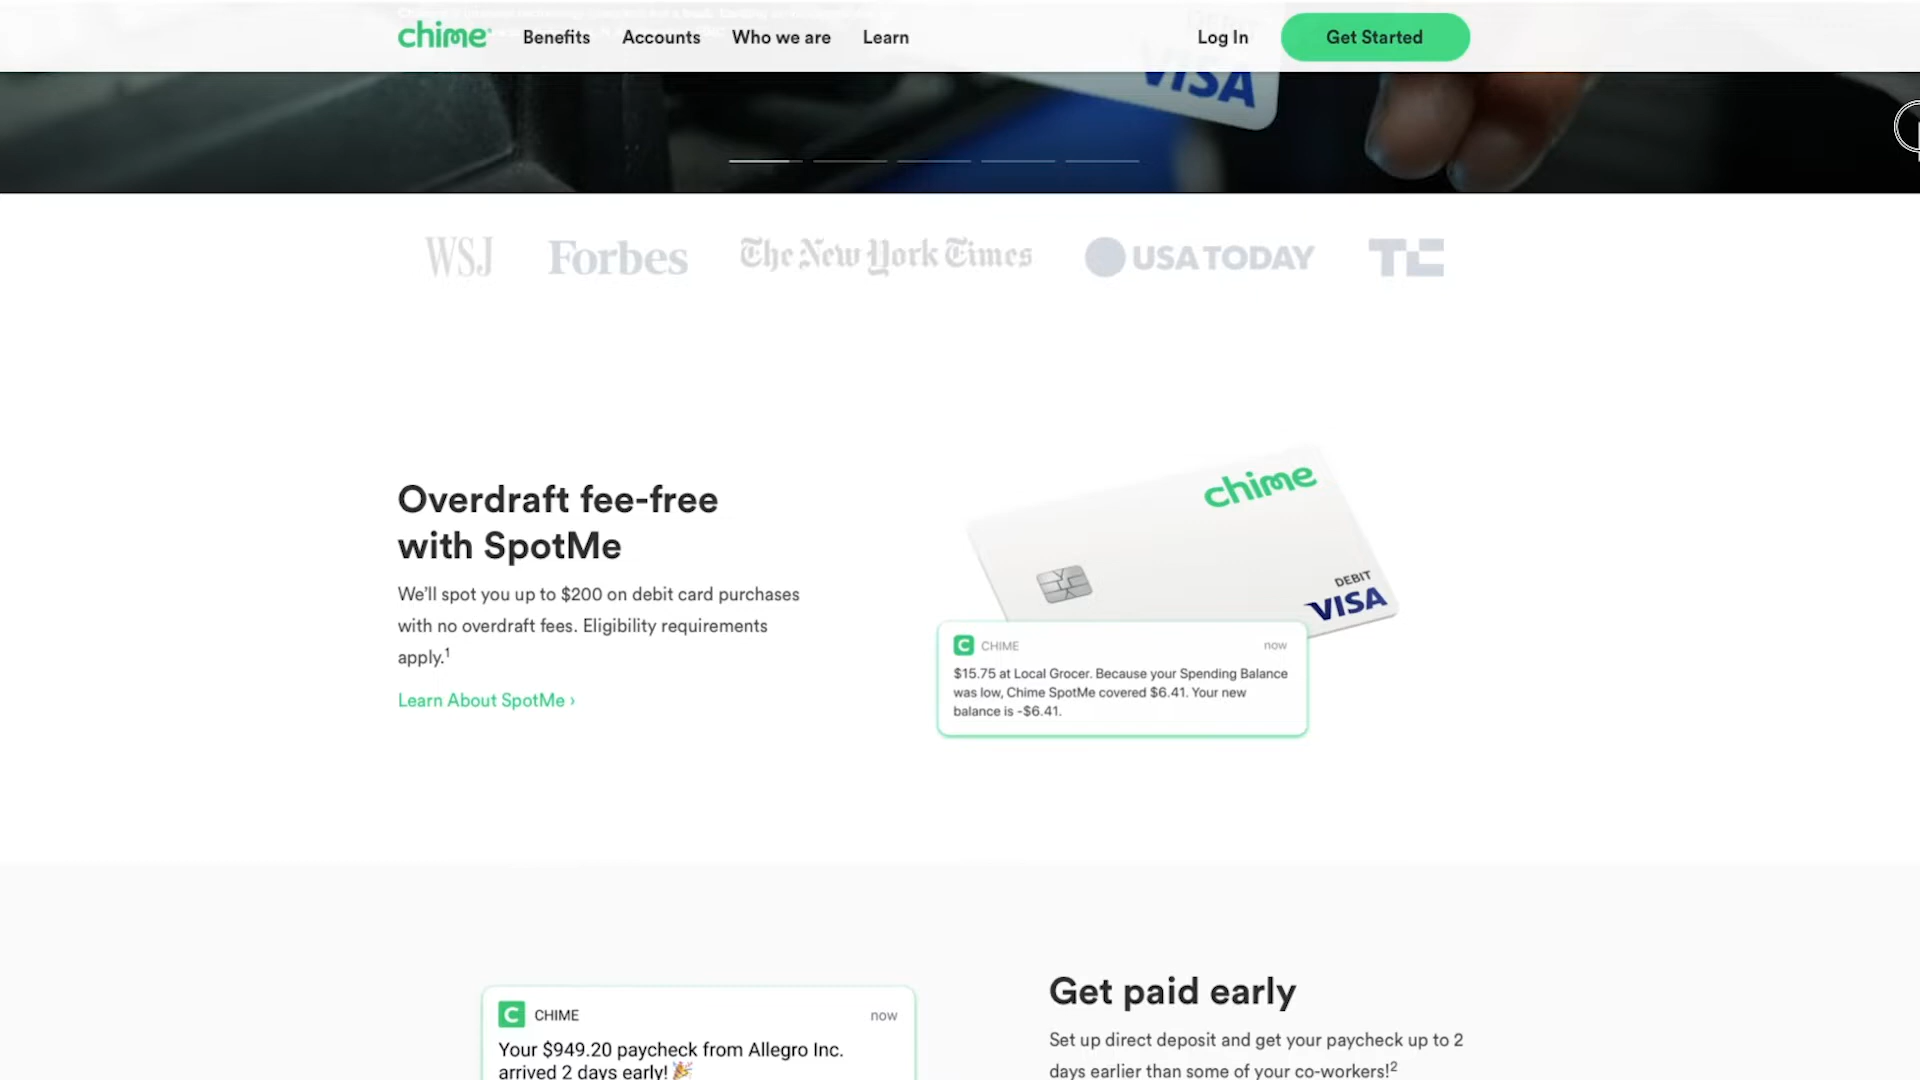 chime
Benefits
Accounts
Who we are
Learn
Log In
Get Started
VISA
WSJ
Forbes
The New York Times
USA TODAY
TC
Overdraft fee-free
with SpotMe
We'll spot you up to $200 on debit card purchases
with no overdraft fees. Eligibility requirements
apply.1
Learn About SpotMe ›
chime
DEBIT
VISA
CHIME
now
$15.75 at Local Grocer. Because your Spending Balance
was low, Chime SpotMe covered $6.41. Your new
balance is -$6.41.
CHIME
now
Your $949.20 paycheck from Allegro Inc.
arrived 2 days early! 🎉
Get paid early
Set up direct deposit and get your paycheck up to 2
days earlier than some of your co-workers!2